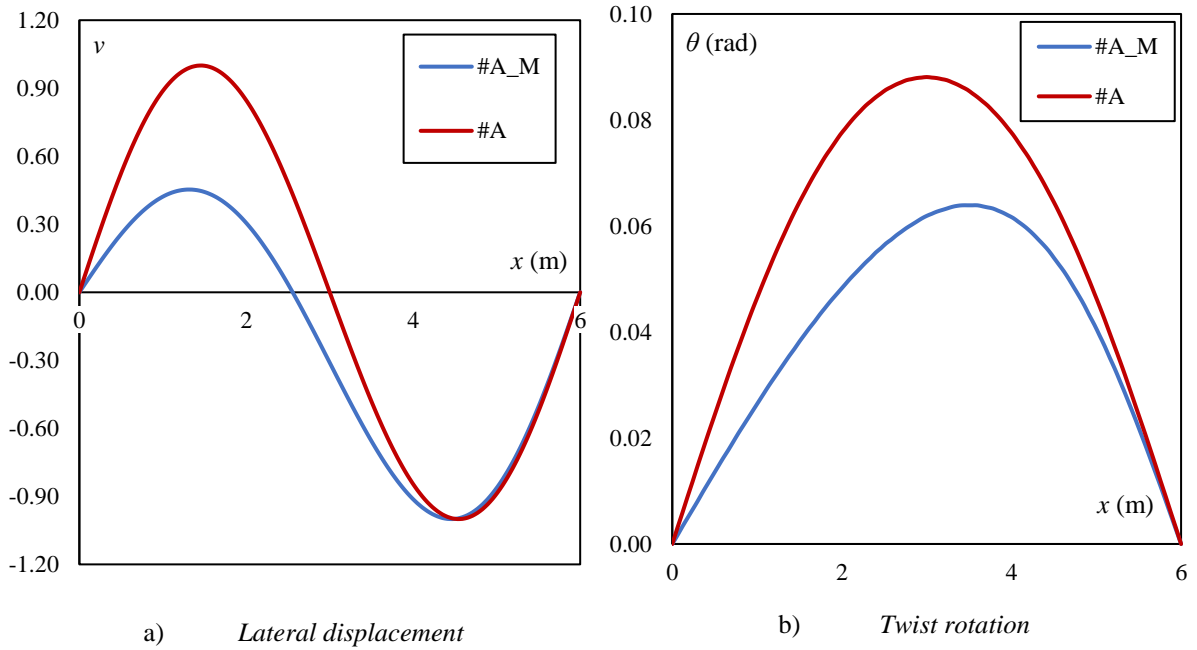 1.20
v
#A_M
0.90
#A
0.60
0.30
x (m)
0.00
0
2
4
6
-0.30
-0.60
-0.90
-1.20
a) Lateral displacement
0.10
θ (rad)
#A_M
#A
0.08
0.06
0.04
0.02
x (m)
0.00
0
2
4
6
b) Twist rotation